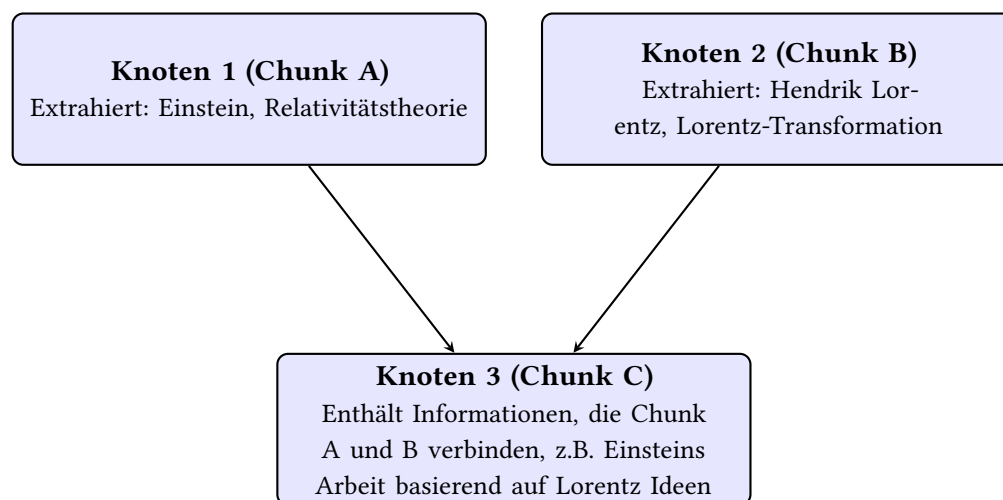 Knoten 1 (Chunk A)
Extrahiert: Einstein, Relativitätstheorie
Knoten 2 (Chunk B)
Extrahiert: Hendrik Lor-
entz, Lorentz-Transformation
Knoten 3 (Chunk C)
Enthält Informationen, die Chunk
A und B verbinden, z.B. Einsteins
Arbeit basierend auf Lorentz Ideen